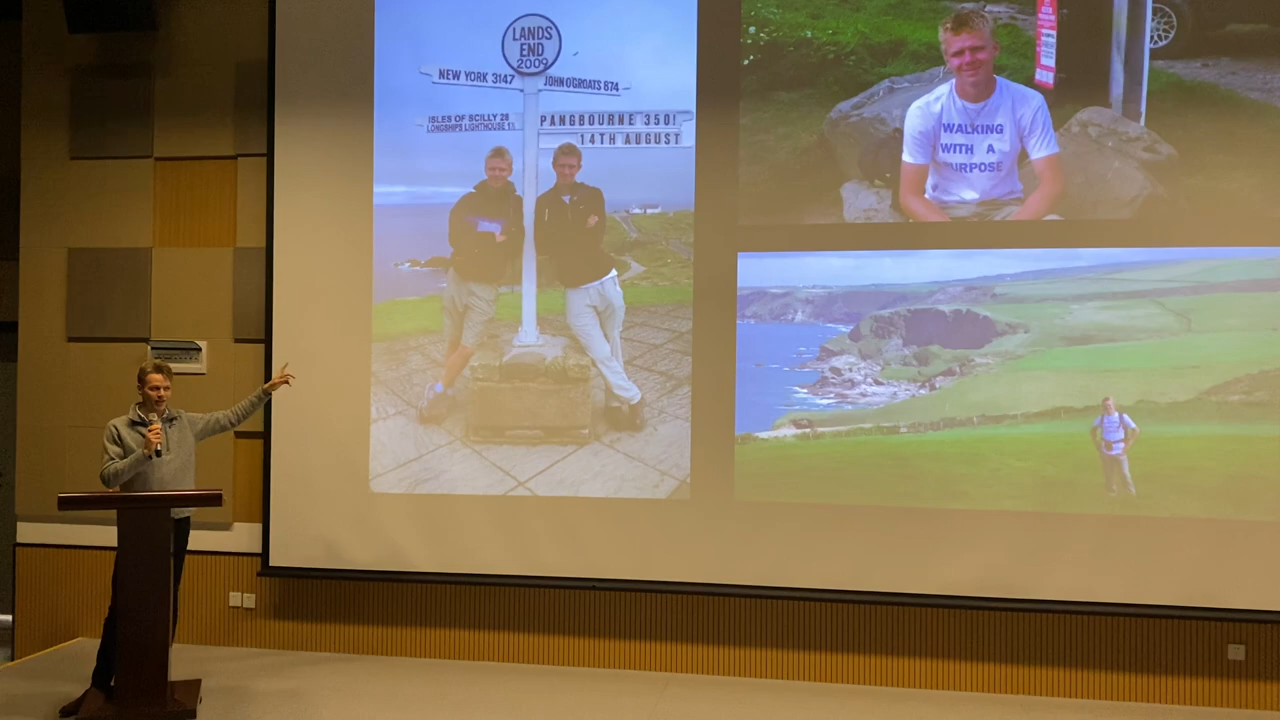 LANDS
END
2009
NEW YORK 3147
JOHN O'GROATS 874
ISLES OF SCILLY 28
LONGSHIPS LIGHTHOUSE 1½
PANGBOURNE 350!
14TH AUGUST
WALKING
WITH A
PURPOSE